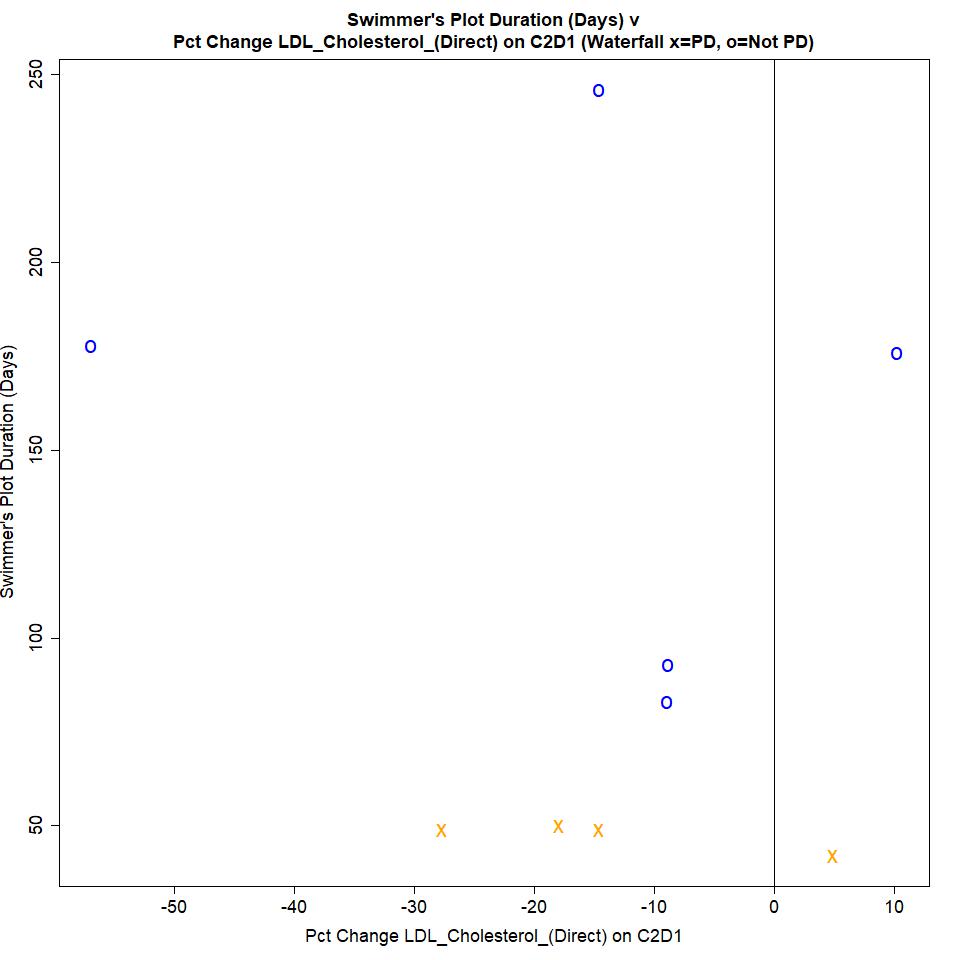 Swimmer's Plot Duration (Days) v
Pct Change LDL_Cholesterol_(Direct) on C2D1 (Waterfall x=PD, o=Not PD)
Swimmer's Plot Duration (Days)
250
200
150
100
50
o
o
o
o
o
x
x
x
x
-50 -40 -30 -20 -10 0 10
Pct Change LDL_Cholesterol_(Direct) on C2D1